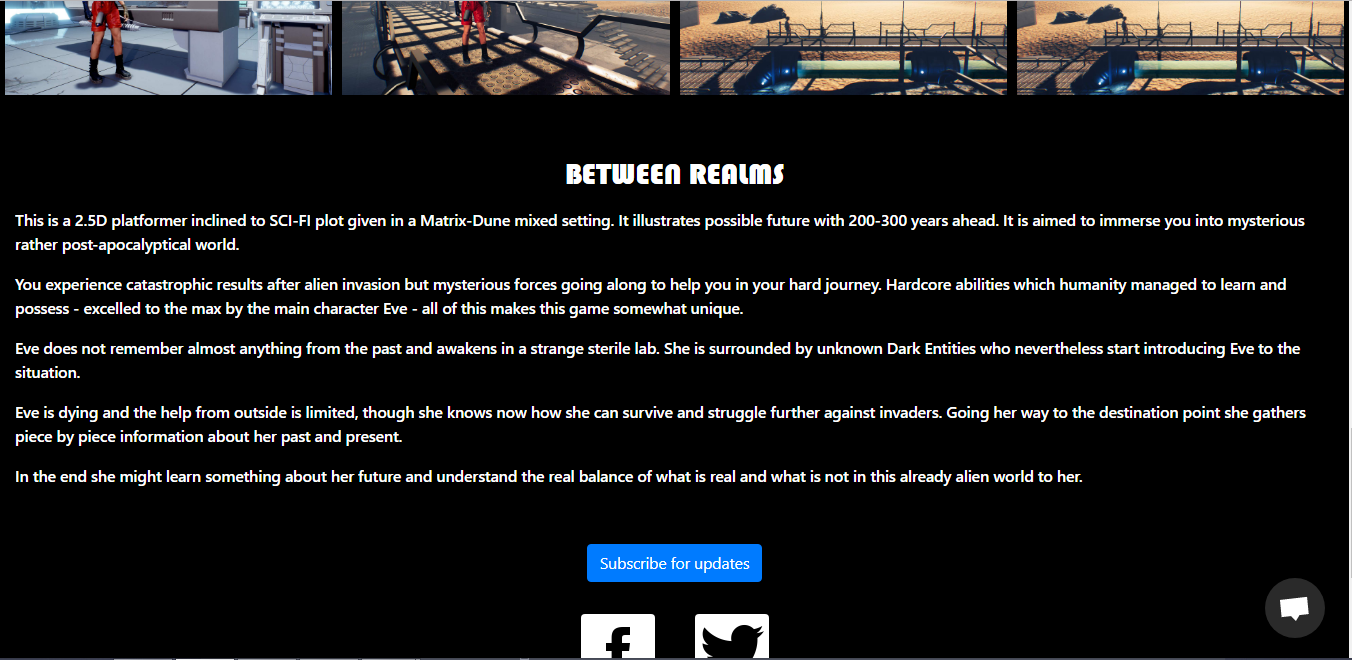 BETWEEN REALMS
This is a 2.5D platformer inclined to SCI-FI plot given in a Matrix-Dune mixed setting. It illustrates possible future with 200-300 years ahead. It is aimed to immerse you into mysterious
rather post-apocalyptical world.
You experience catastrophic results after alien invasion but mysterious forces going along to help you in your hard journey. Hardcore abilities which humanity managed to learn and
possess - excelled to the max by the main character Eve - all of this makes this game somewhat unique.
Eve does not remember almost anything from the past and awakens in a strange sterile lab. She is surrounded by unknown Dark Entities who nevertheless start introducing Eve to the
situation.
Eve is dying and the help from outside is limited, though she knows now how she can survive and struggle further against invaders. Going her way to the destination point she gathers
piece by piece information about her past and present.
In the end she might learn something about her future and understand the real balance of what is real and what is not in this already alien world to her.
Subscribe for updates